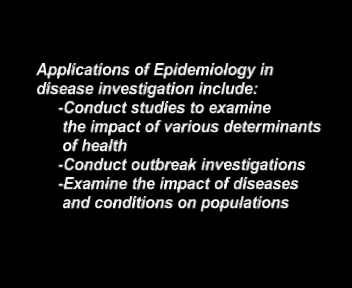 Applications of Epidemiology in
disease investigation include:
-Conduct studies to examine
the impact of various determinants
of health
-Conduct outbreak investigations
-Examine the impact of diseases
and conditions on populations